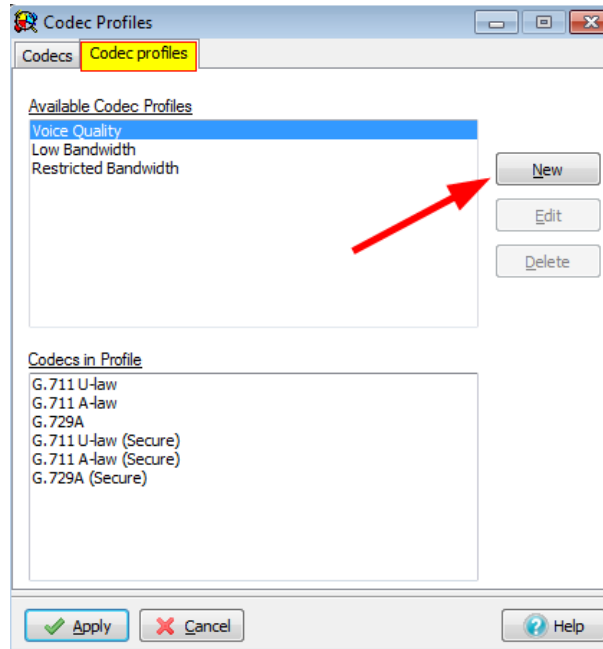 Codec Profiles
Codecs
Codec profiles
Available Codec Profiles
Voice Quality
Low Bandwidth
Restricted Bandwidth
New
Edit
Delete
Codecs in Profile
G.711 U-law
G.711 A-law
G.729A
G.711 U-law (Secure)
G.711 A-law (Secure)
G.729A (Secure)
Apply
Cancel
Help